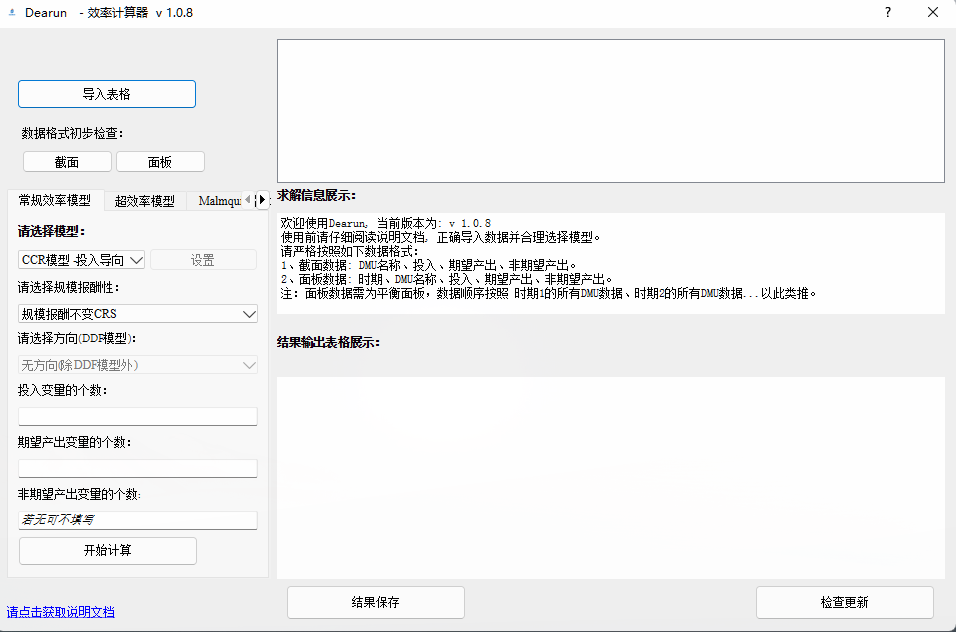 Dearun - 效率计算器 v 1.0.8
?
导入表格
数据格式初步检查:
截面
面板
常规效率模型
超效率模型
Malmqu
请选择模型:
CCR模型 -投入导向
设置
请选择规模报酬性:
规模报酬不变CRS
请选择方向(DDF模型):
无方向(除DDF模型外)
投入变量的个数:
期望产出变量的个数:
非期望产出变量的个数:
若无可不填写
开始计算
请点击获取说明文档
求解信息展示:
欢迎使用Dearun, 当前版本为: v 1.0.8
使用前请仔细阅读说明文档, 正确导入数据并合理选择模型。
请严格按照如下数据格式:
1、截面数据: DMU名称、投入、期望产出、非期望产出。
2、面板数据: 时期、DMU名称、投入、期望产出、非期望产出。
注: 面板数据需为平衡面板, 数据顺序按照 时期1的所有DMU数据、时期2的所有DMU数据...以此类推。
结果输出表格展示:
结果保存
检查更新